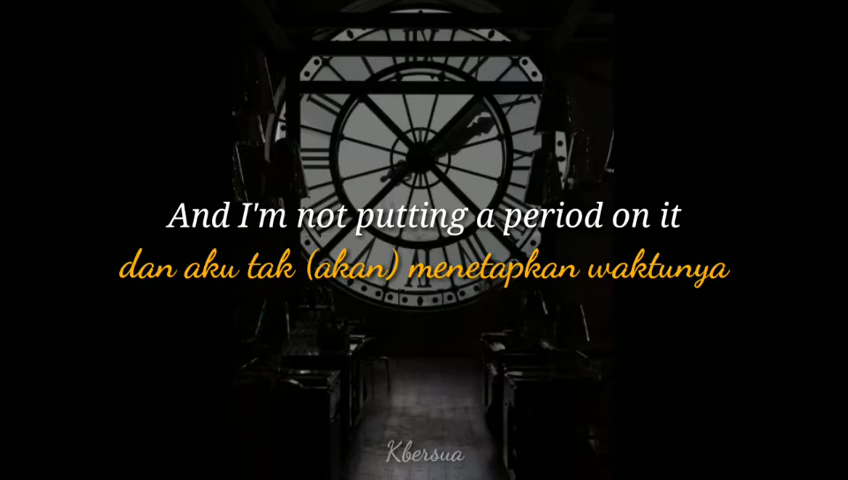 And I'm not putting a period on it
dan aku tak (akan) menetapkan waktunya
Kbersua